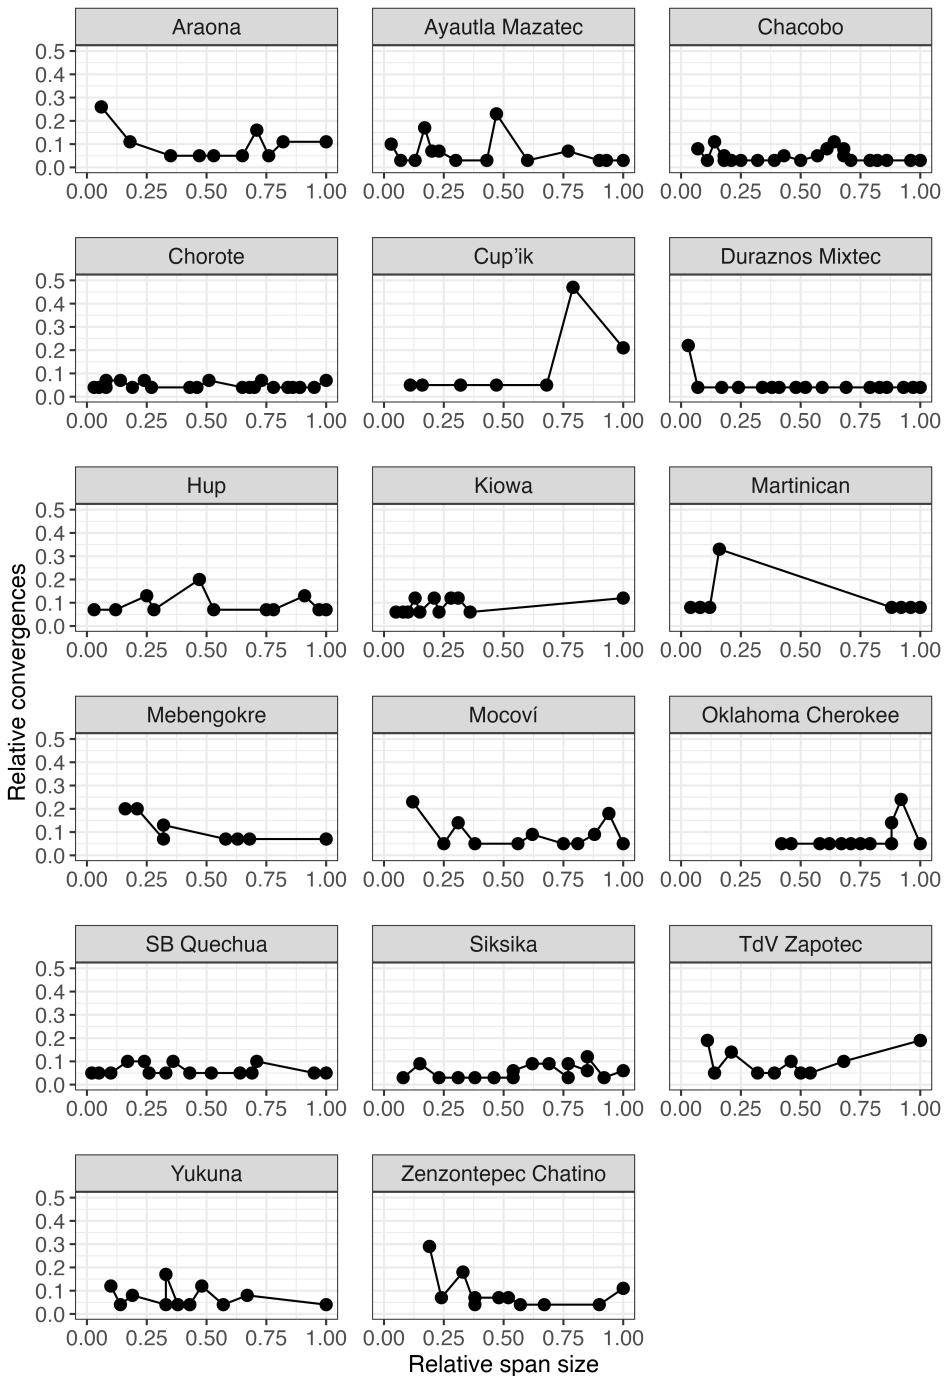 Araona Ayautla Mazatec Chacobo
0.5
0.4
0.3
0.2
0.1
0.0
0.00 0.25 0.50 0.75 1.00 0.00 0.25 0.50 0.75 1.00 0.00 0.25 0.50 0.75 1.00
Chorote Cup’ik Duraznos Mixtec
0.5
0.4
0.3
0.2
0.1
0.0
0.00 0.25 0.50 0.75 1.00 0.00 0.25 0.50 0.75 1.00 0.00 0.25 0.50 0.75 1.00
Hup Kiowa Martinican
0.5
0.4
0.3
0.2
0.1
0.0
0.00 0.25 0.50 0.75 1.00 0.00 0.25 0.50 0.75 1.00 0.00 0.25 0.50 0.75 1.00
Relative convergences
Mebengokre Mocoví Oklahoma Cherokee
0.5
0.4
0.3
0.2
0.1
0.0
0.00 0.25 0.50 0.75 1.00 0.00 0.25 0.50 0.75 1.00 0.00 0.25 0.50 0.75 1.00
SB Quechua Siksika TdV Zapotec
0.5
0.4
0.3
0.2
0.1
0.0
0.00 0.25 0.50 0.75 1.00 0.00 0.25 0.50 0.75 1.00 0.00 0.25 0.50 0.75 1.00
Yukuna Zenzontepec Chatino
0.5
0.4
0.3
0.2
0.1
0.0
0.00 0.25 0.50 0.75 1.00 0.00 0.25 0.50 0.75 1.00
Relative span size